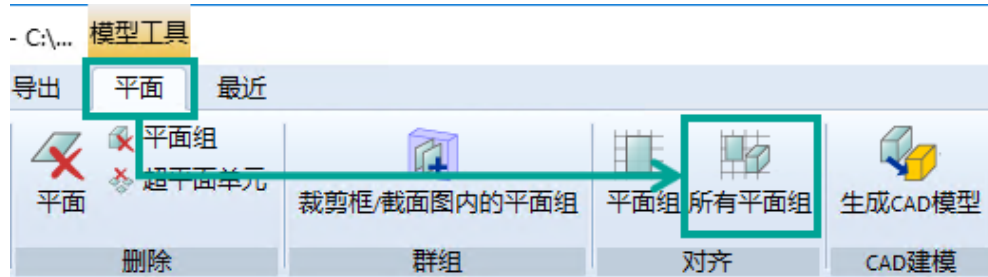 - C:\... 模型工具
导出 平面 最近
平面组
超平面单元
平面 裁剪框/截面图内的平面组 平面组 所有平面组 生成CAD模型
删除 群组 对齐 CAD建模